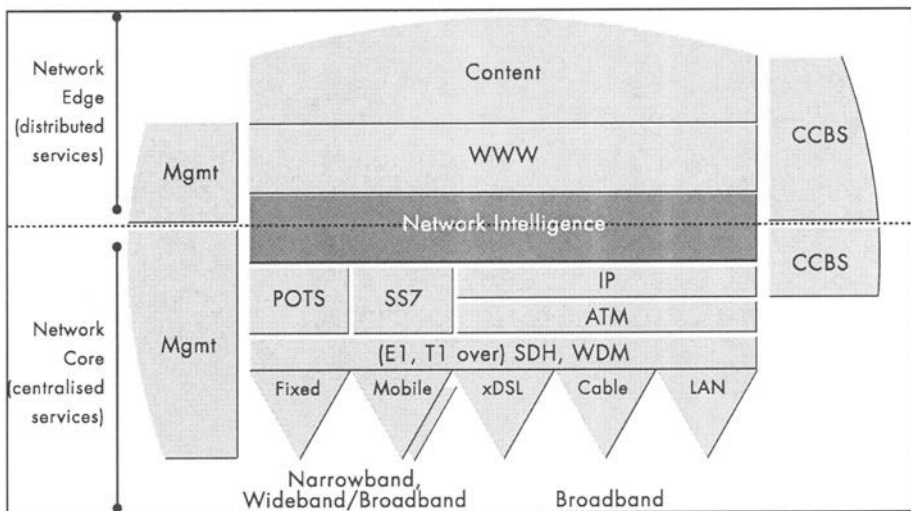 Network
Edge
(distributed
services)
Content
WWW
Mgmt
CCBS
Network Intelligence
CCBS
Network
Core
(centralised
services)
Mgmt
POTS
SS7
IP
ATM
(E1, T1 over) SDH, WDM
Fixed
Mobile
xDSL
Cable
LAN
Narrowband,
Wideband/Broadband
Broadband